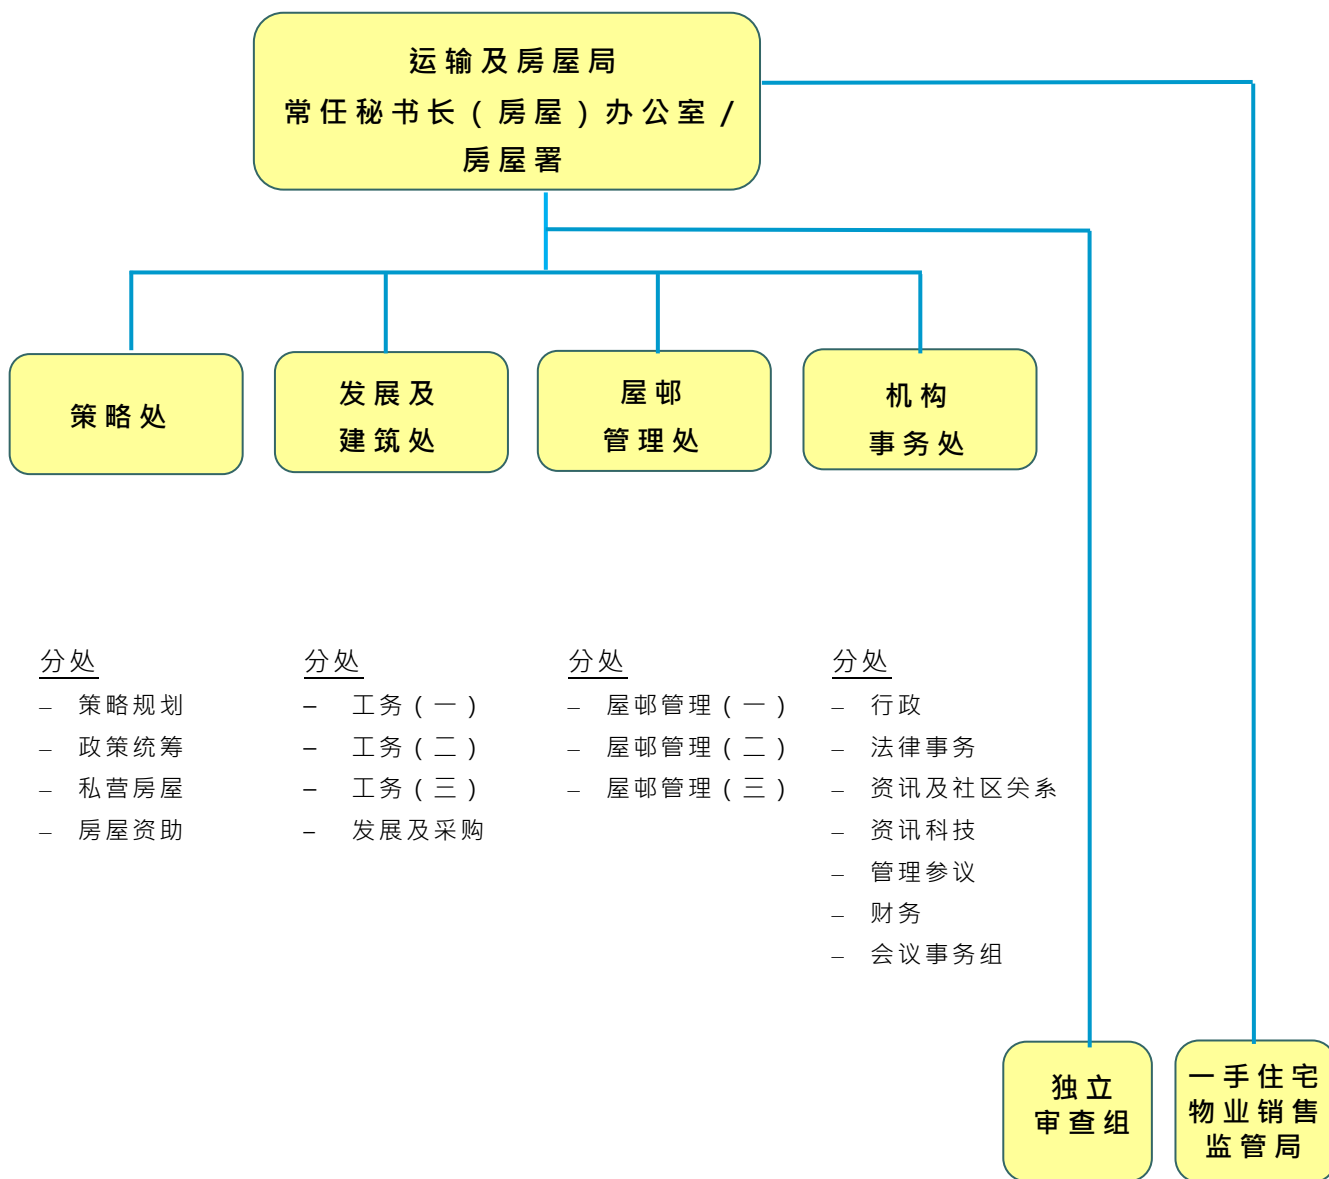 运输及房屋局
常任秘书长（房屋）办公室/
房屋署
策略处
发展及
建筑处
屋邨
管理处
机构
事务处
分处
– 策略规划
– 政策统筹
– 私营房屋
– 房屋资助
分处
– 工务（一）
– 工务（二）
– 工务（三）
– 发展及采购
分处
– 屋邨管理（一）
– 屋邨管理（二）
– 屋邨管理（三）
分处
– 行政
– 法律事务
– 资讯及社区关系
– 资讯科技
– 管理参议
– 财务
– 会议事务组
独立
审查组
一手住宅
物业销售
监管局